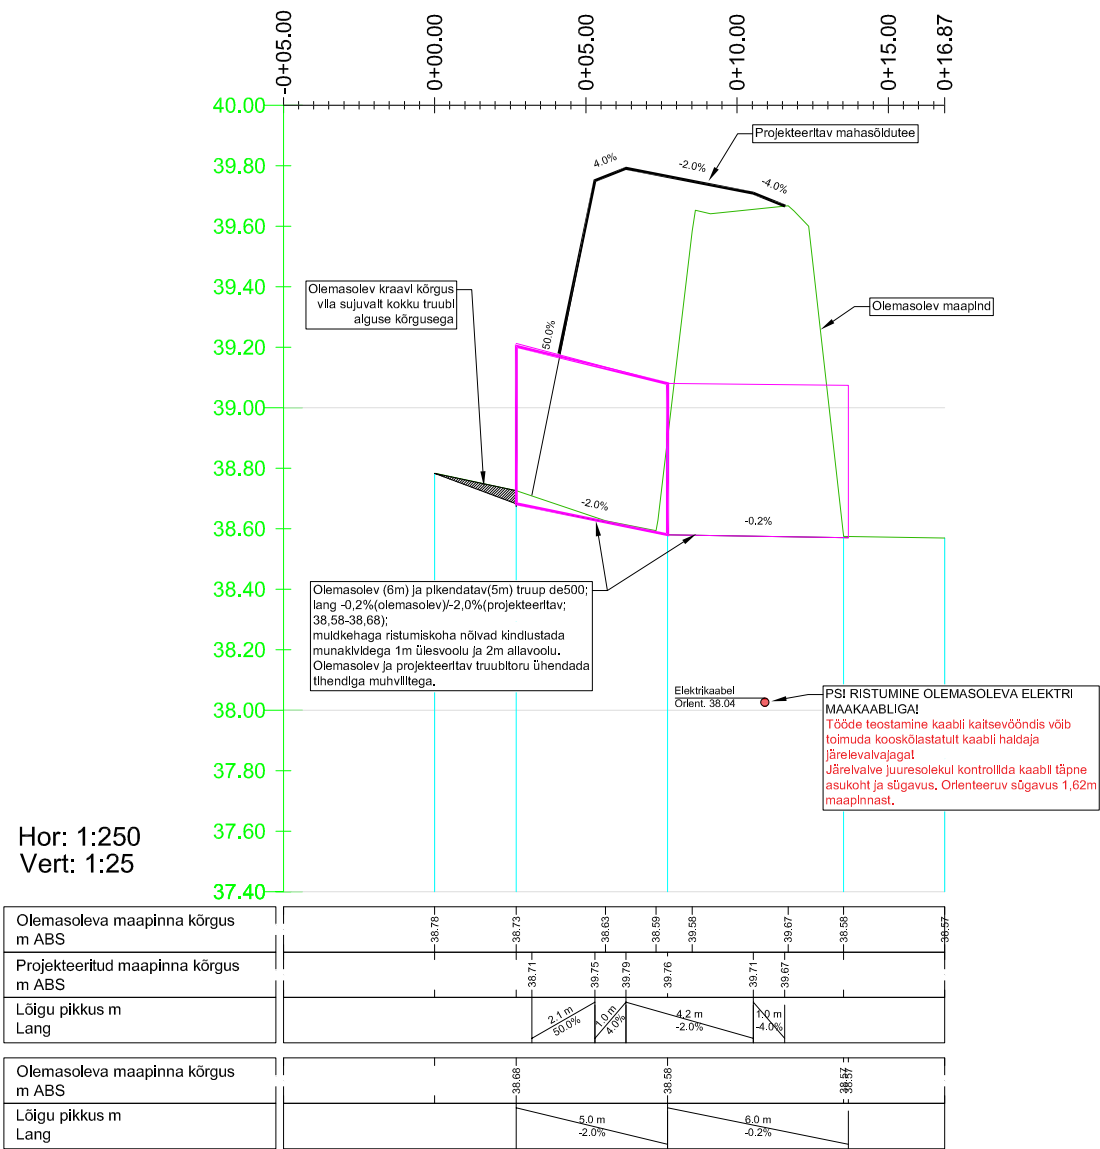 -0+05.00
0+00.00
0+05.00
0+10.00
0+15.00
0+16.87
40.00
39.80
39.60
39.40
39.20
39.00
38.80
38.60
38.40
38.20
38.00
37.80
37.60
37.40
Projekteeritav mahasõidutee
4.0%
-2.0%
-4.0%
Olemasolev kraavi kõrgus
viia sujuvalt kokku truubi
alguse kõrgusega
50.0%
Olemasolev maapind
-2.0%
-0.2%
Olemasolev (6m) ja pikendatav(5m) truup de500;
lang -0,2%(olemasolev)/-2,0%(projekteeritav;
38,58-38,68);
muldkehaga ristumiskoha nõlvad kindlustada
munakividega 1m ülesvoolu ja 2m allavoolu.
Olemasolev ja projekteeritav truubitoru ühendada
tihendiga muhvliitega.
Elektrikaabel
Orient. 38.04
PSI RISTUMINE OLEMASOLEVA ELEKTRI
MAAKAABLIGA!
Tööde teostamine kaabli kaitsevööndis võib
toimuda kooskõlastatult kaabli haldaja
järelevalvajaga!
Järelvalve juuresolekul kontrollida kaabli täpne
asukoht ja sügavus. Orienteeruv sügavus 1,62m
maapinnast.
Hor: 1:250
Vert: 1:25
Olemasoleva maapinna kõrgus
m ABS
38.78
38.73
38.63
38.59
39.58
39.67
38.58
38.57
Projekteeritud maapinna kõrgus
m ABS
38.71
39.75
39.79
39.76
39.71
39.67
Lõigu pikkus m
Lang
2.1 m
50.0%
1.0 m
4.0%
4.2 m
-2.0%
1.0 m
-4.0%
Olemasoleva maapinna kõrgus
m ABS
38.68
38.58
38.57
38.57
Lõigu pikkus m
Lang
5.0 m
-2.0%
6.0 m
-0.2%